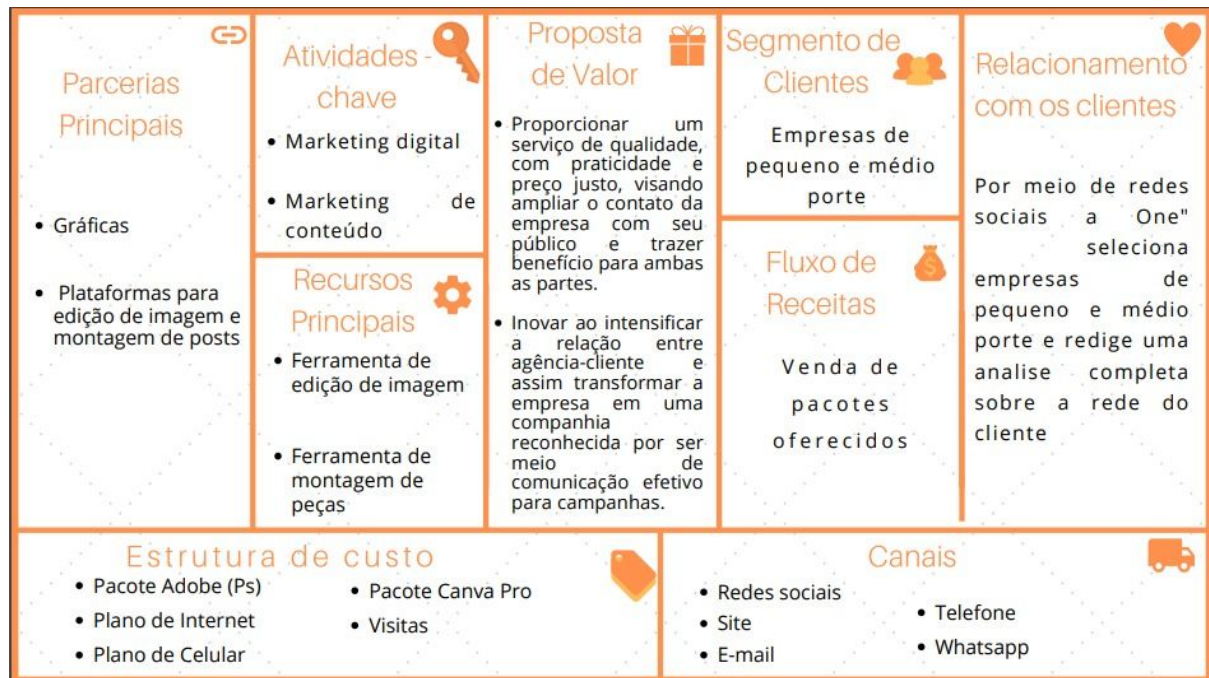 Parcerias
Principais
• Gráficas
• Plataformas para
edição de imagem e
montagem de posts
Atividades -
chave
• Marketing digital
• Marketing de
conteúdo
Recursos
Principais
• Ferramenta de
edição de imagem
• Ferramenta de
montagem de
peças
Proposta
de Valor
• Proporcionar um
serviço de qualidade,
com praticidade e
preço justo, visando
ampliar o contato da
empresa com seu
público e trazer
benefício para ambas
as partes.
• Inovar ao intensificar
a relação entre
agência-cliente e
assim transformar a
empresa em uma
companhia
reconhecida por ser
meio de
comunicação efetivo
para campanhas.
Segmento de
Clientes
Empresas de
pequeno e médio
porte
Fluxo de
Receitas
Venda de
pacotes
oferecidos
Relacionamento
com os clientes
Por meio de redes
sociais a One"
seleciona
empresas de
pequeno e médio
porte e redige uma
analise completa
sobre a rede do
cliente
Estrutura de custo
• Pacote Adobe (Ps)
• Plano de Internet
• Plano de Celular
• Pacote Canva Pro
• Visitas
Canais
• Redes sociais
• Site
• E-mail
• Telefone
• Whatsapp